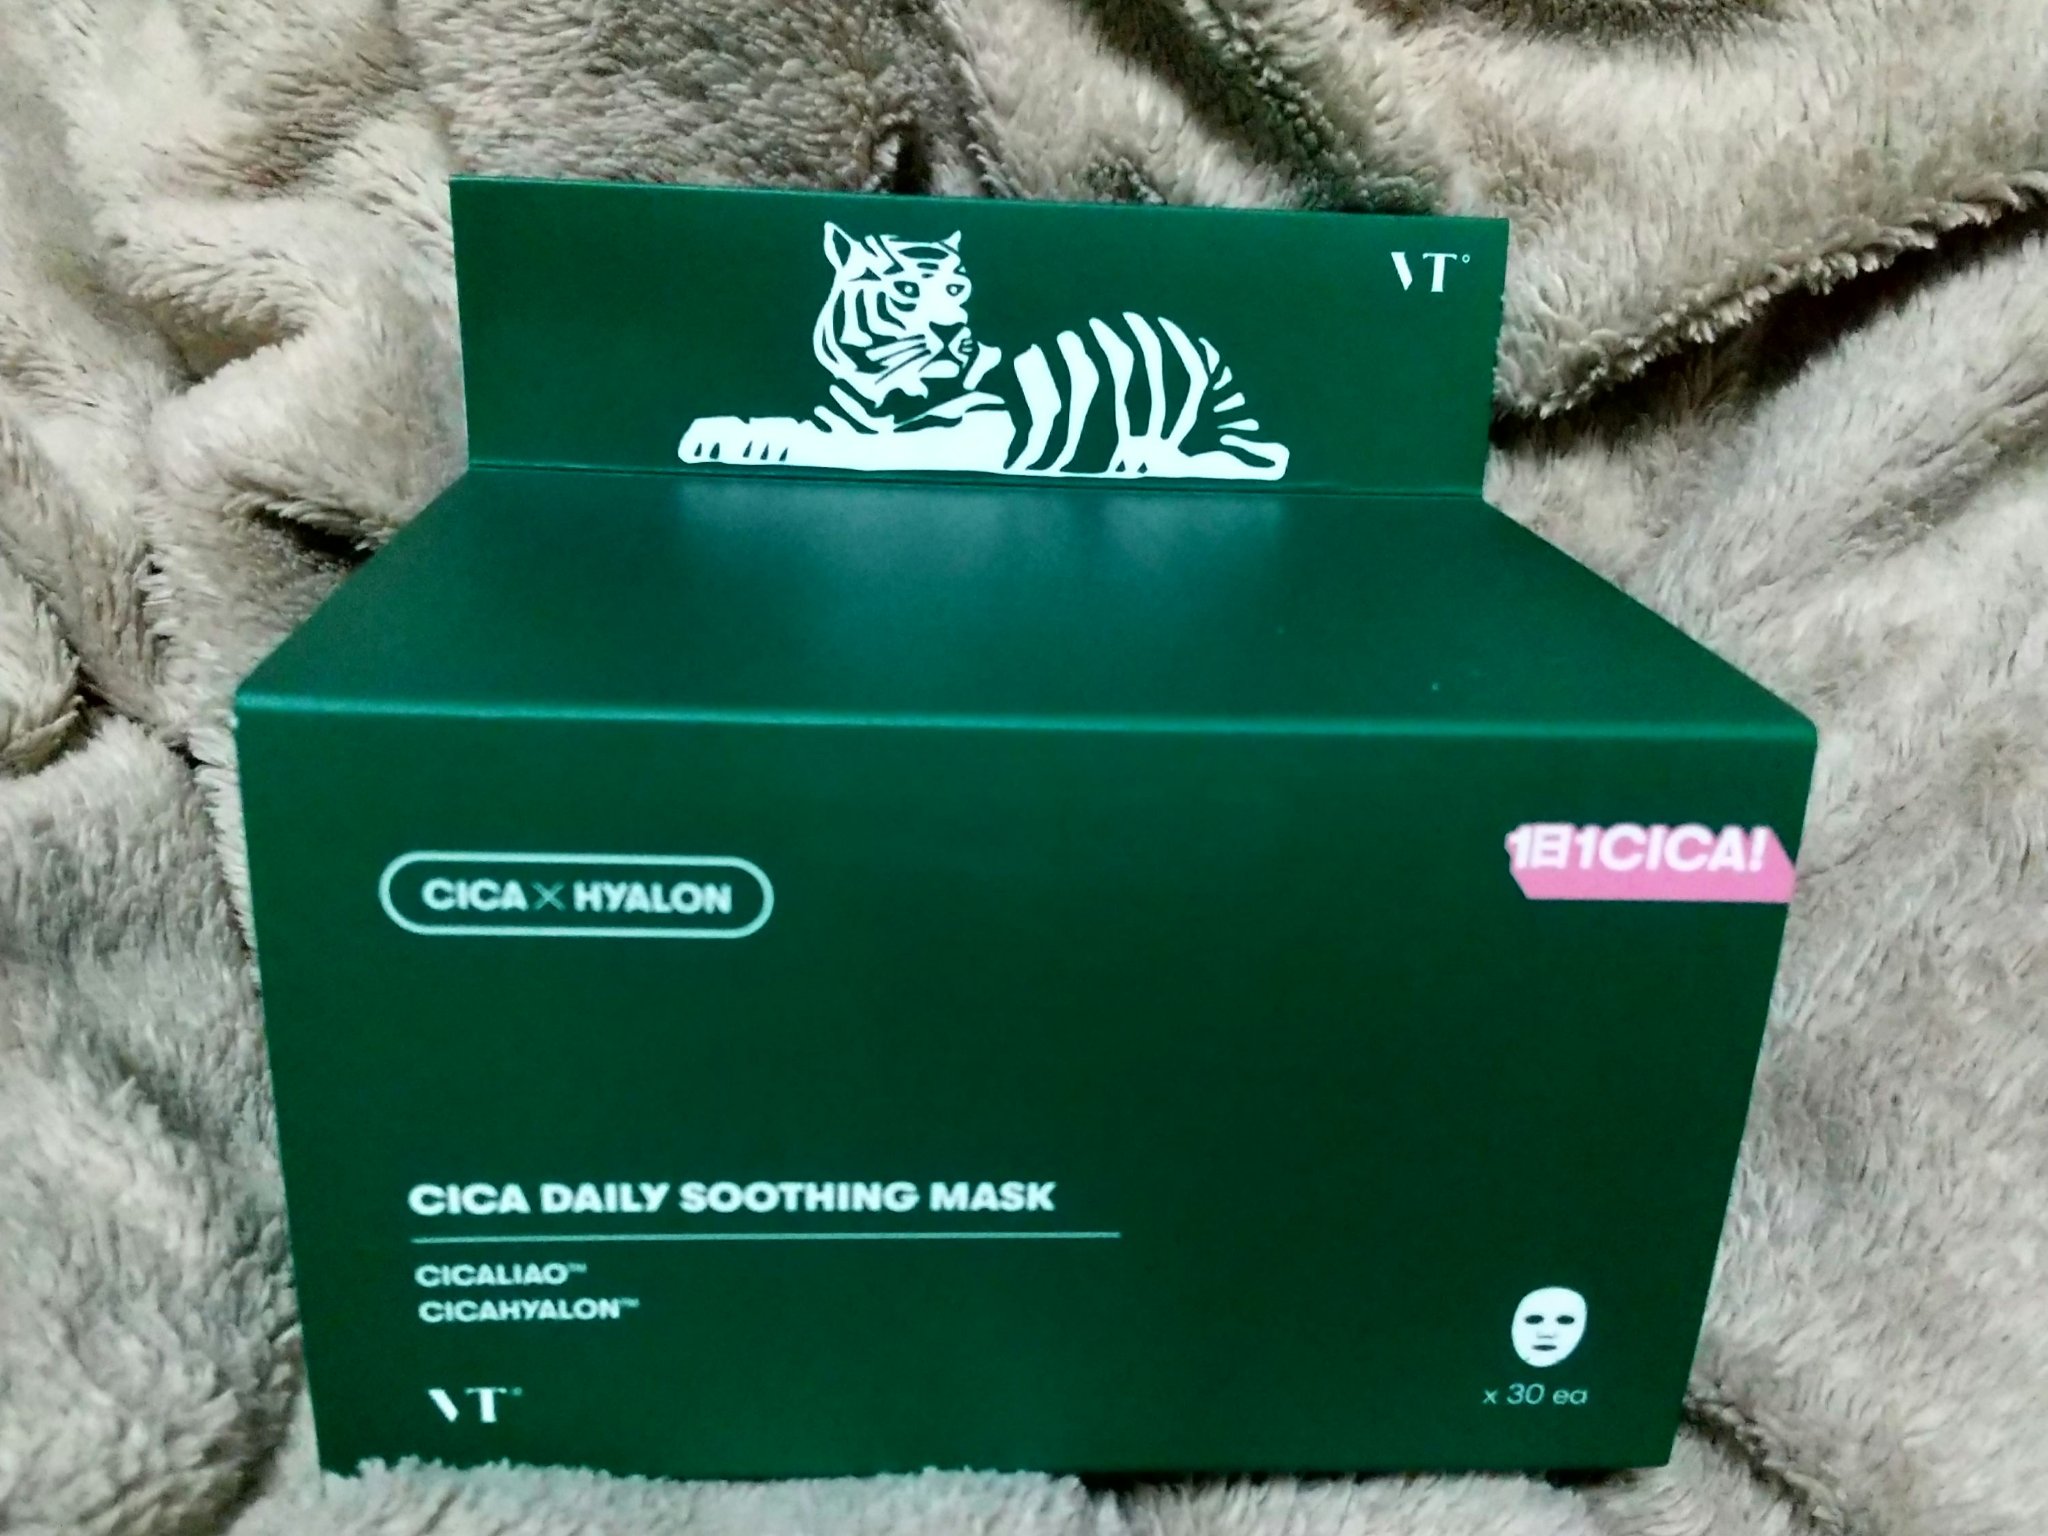 VT°
CICA X HYALON
1日1CICA!
CICA DAILY SOOTHING MASK
CICALIAO™
CICAHYALON™
VT°
x 30 ea